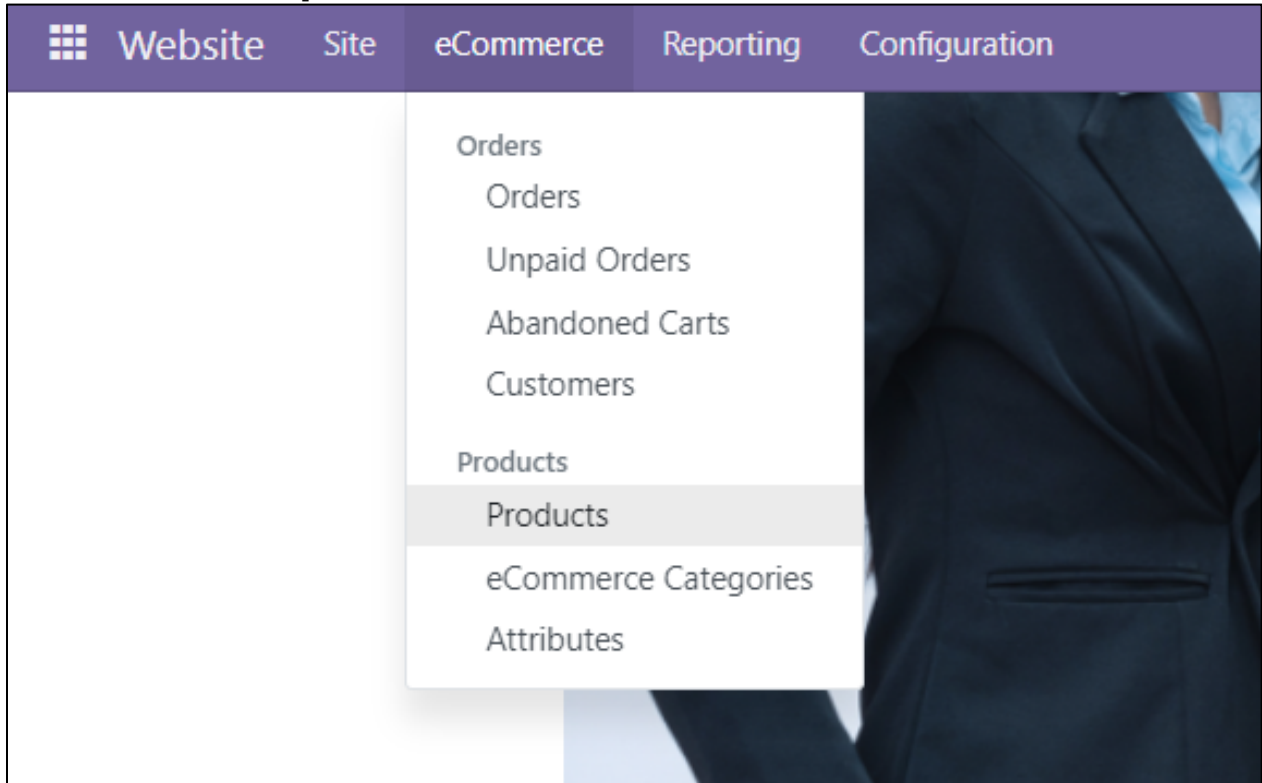 Website Site eCommerce Reporting Configuration
Orders
Orders
Unpaid Orders
Abandoned Carts
Customers
Products
Products
eCommerce Categories
Attributes